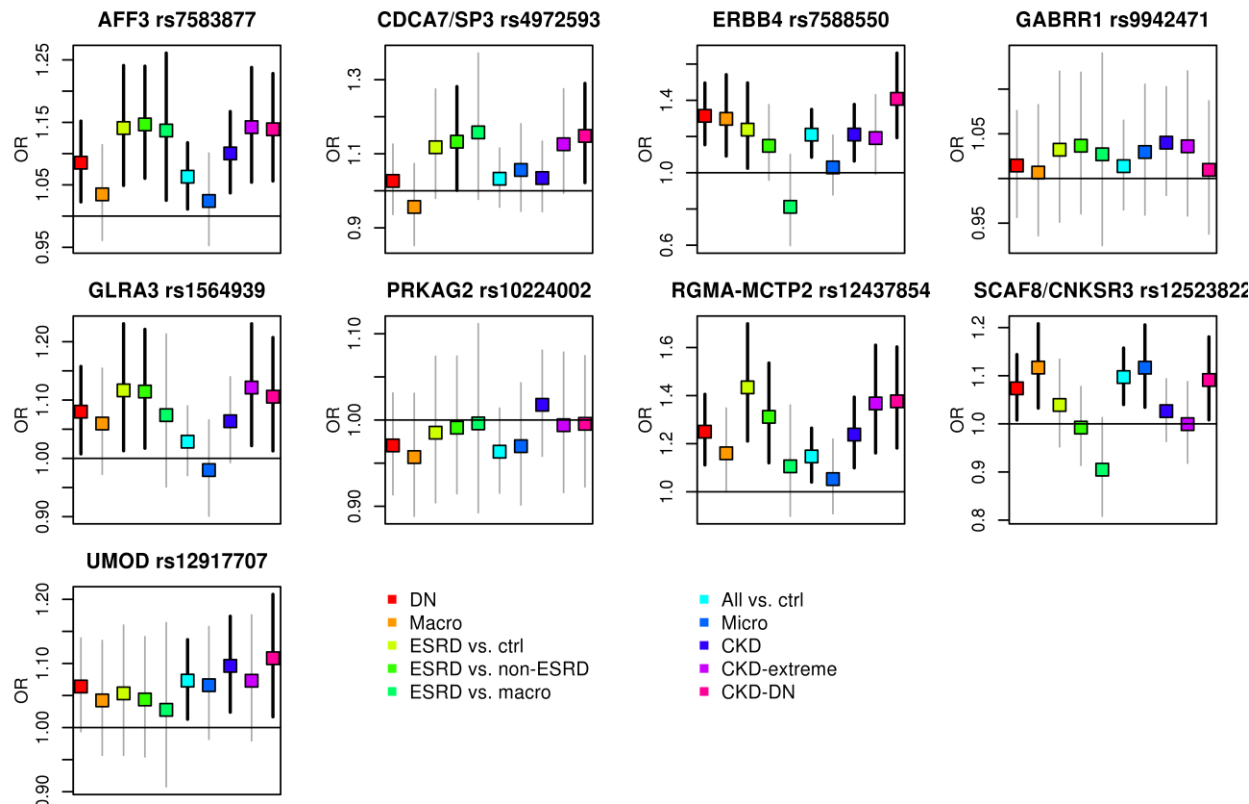 AFF3 rs7583877
CDCA7/SP3 rs4972593
ERBB4 rs7588550
GABRR1 rs9942471
OR
1.25
1.15
1.05
0.95
OR
1.3
1.1
0.9
OR
1.4
1.0
0.6
OR
1.05
0.95
GLRA3 rs1564939
PRKAG2 rs10224002
RGMA-MCTP2 rs12437854
SCAF8/CNKSR3 rs12523822
OR
1.20
1.10
1.00
0.90
OR
1.10
1.00
0.90
OR
1.6
1.4
1.2
1.0
OR
1.2
1.1
1.0
0.9
0.8
UMOD rs12917707
OR
1.20
1.10
1.00
0.90
DN
Macro
ESRD vs. ctrl
ESRD vs. non-ESRD
ESRD vs. macro
All vs. ctrl
Micro
CKD
CKD-extreme
CKD-DN